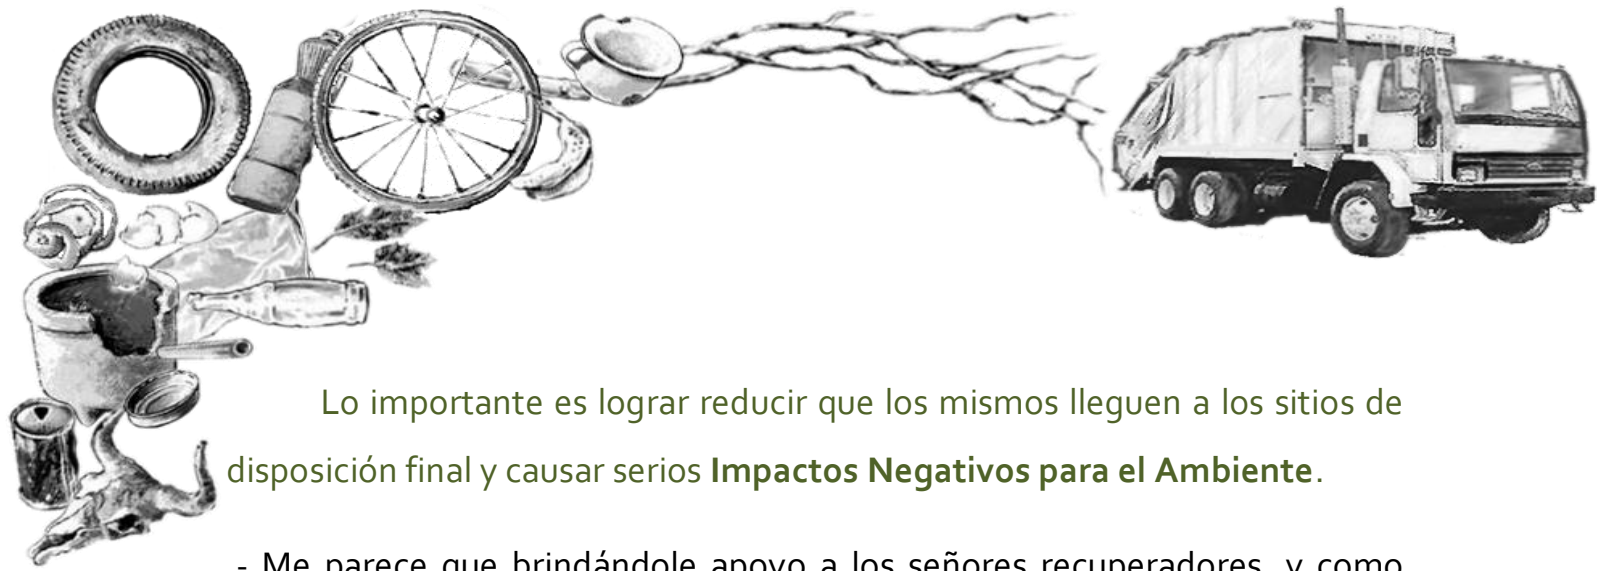 Lo importante es lograr reducir que los mismos lleguen a los sitios de
disposición final y causar serios Impactos Negativos para el Ambiente.
- Me parece que brindándole apoyo a los señores recuperadores, y como